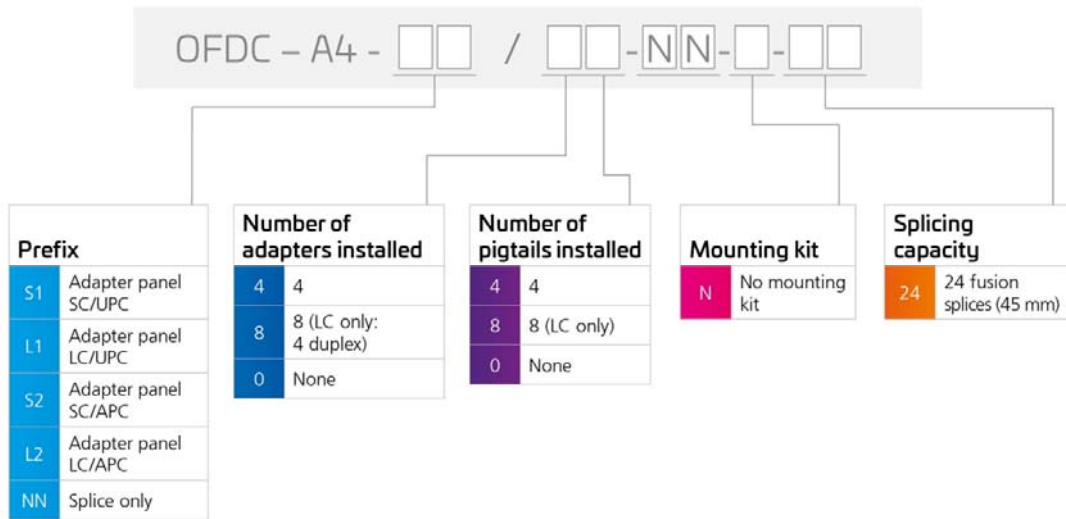 OFDC – A4 - / -NN- -
Prefix
S1 Adapter panel
SC/UPC
L1 Adapter panel
LC/UPC
S2 Adapter panel
SC/APC
L2 Adapter panel
LC/APC
NN Splice only
Number of
adapters installed
4 4
8 8 (LC only:
4 duplex)
0 None
Number of
pigtails installed
4 4
8 8 (LC only)
0 None
Mounting kit
N No mounting
kit
Splicing
capacity
24 24 fusion
splices (45 mm)